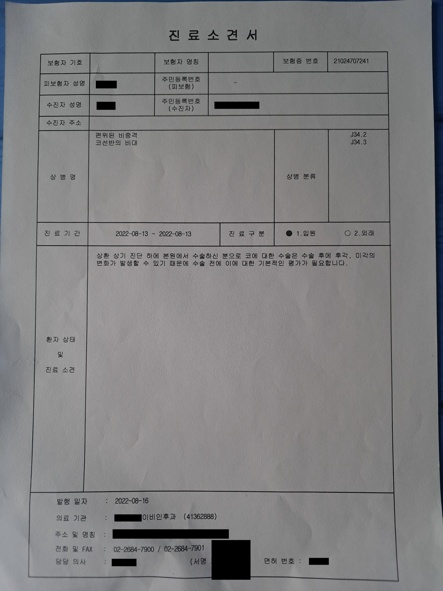 진 료 소 견 서
보험자 기호 보험자 명칭 보험증 번호 21024707241
피보험자 성명 주민등록번호 (피보험) -
수진자 성명 주민등록번호 (수진자)
수진자 주소
상 병 명 편위된 비중격 상병 분류 J34.2
코선반의 비대 J34.3
진 료 기 간 2022-08-13 ~ 2022-08-13 진 료 구 분 ● 1.입원 ○ 2.외래
환자 상태 및 진료 소견
상환 상기 진단 하에 본원에서 수술하신 분으로 코에 대한 수술은 수술 후에 후각, 미각의
변화가 발생할 수 있기 때문에 수술 전에 이에 대한 기본적인 평가가 필요합니다.
발행 일자 : 2022-08-16
의료 기관 : 이비인후과 (41362888)
주소 및 명칭 :
전화 및 FAX : 02-2684-7900 / 02-2684-7901
담당 의사 : (서명 면허 번호 :